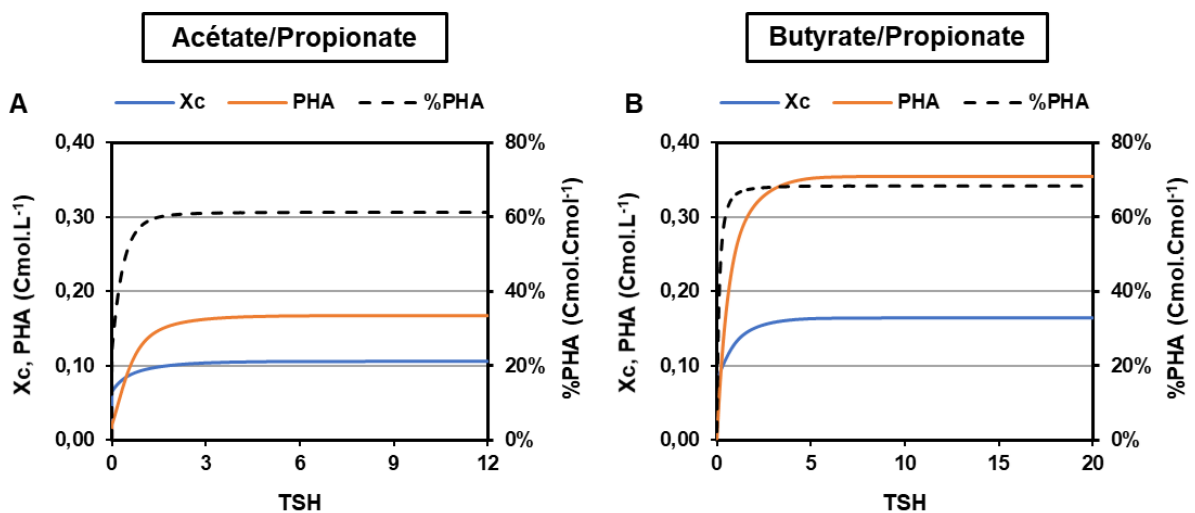 Acétate/Propionate
A
Xc PHA %PHA
Xc, PHA (Cmol.L⁻¹)
0,40
0,30
0,20
0,10
0,00
80%
60%
40%
20%
0%
%PHA (Cmol.Cmol⁻¹)
0 3 6 9 12
TSH
Butyrate/Propionate
B
Xc PHA %PHA
Xc, PHA (Cmol.L⁻¹)
0,40
0,30
0,20
0,10
0,00
80%
60%
40%
20%
0%
%PHA (Cmol.Cmol⁻¹)
0 5 10 15 20
TSH